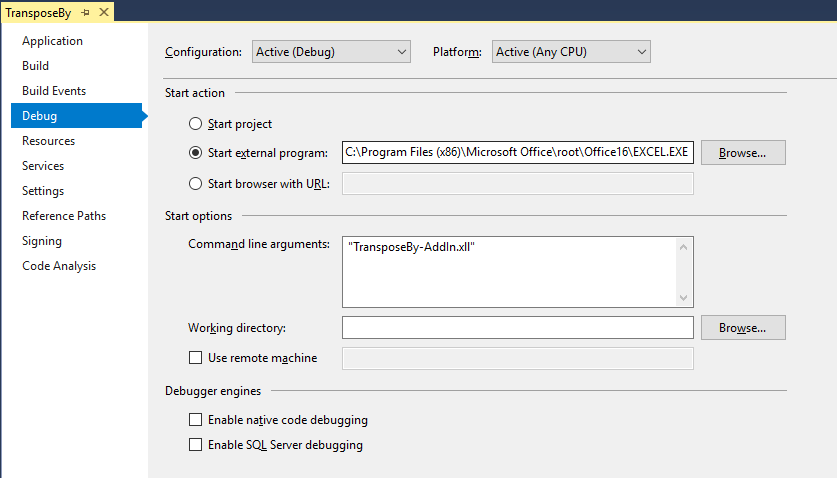 TransposeBy
Application
Build
Build Events
Debug
Resources
Services
Settings
Reference Paths
Signing
Code Analysis
Configuration: Active (Debug) Platform: Active (Any CPU)
Start action
Start project
Start external program: C:\Program Files (x86)\Microsoft Office\root\Office16\EXCEL.EXE Browse...
Start browser with URL:
Start options
Command line arguments: "TransposeBy-AddIn.xll"
Working directory: Browse...
Use remote machine
Debugger engines
Enable native code debugging
Enable SQL Server debugging